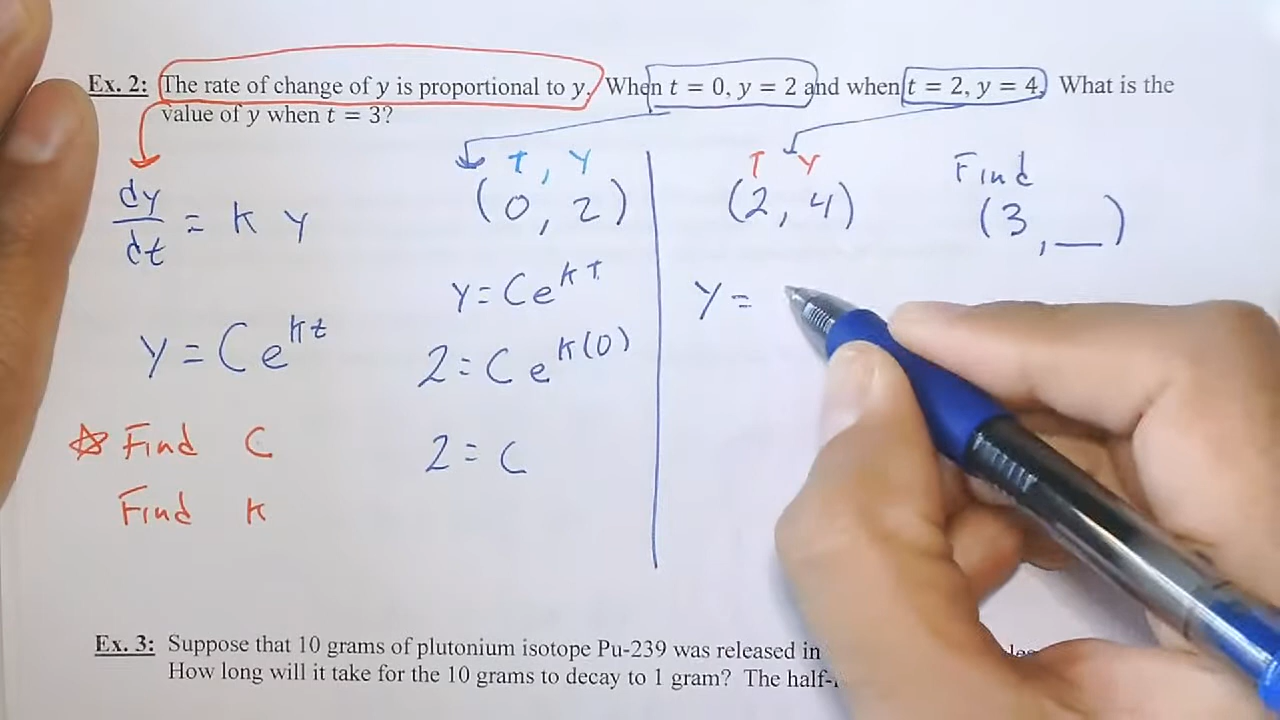 Ex. 2: The rate of change of y is proportional to y. When t = 0, y = 2 and when t = 2, y = 4. What is the
value of y when t = 3?
dy/dt = k y
y = Ce^kt
☆ Find C
Find k
T, Y
(0, 2)
y = Ce^kT
2 = Ce^k(0)
2 = C
T Y
(2, 4)
y =
Find
(3, __)
Ex. 3: Suppose that 10 grams of plutonium isotope Pu-239 was released in
How long will it take for the 10 grams to decay to 1 gram? The half-